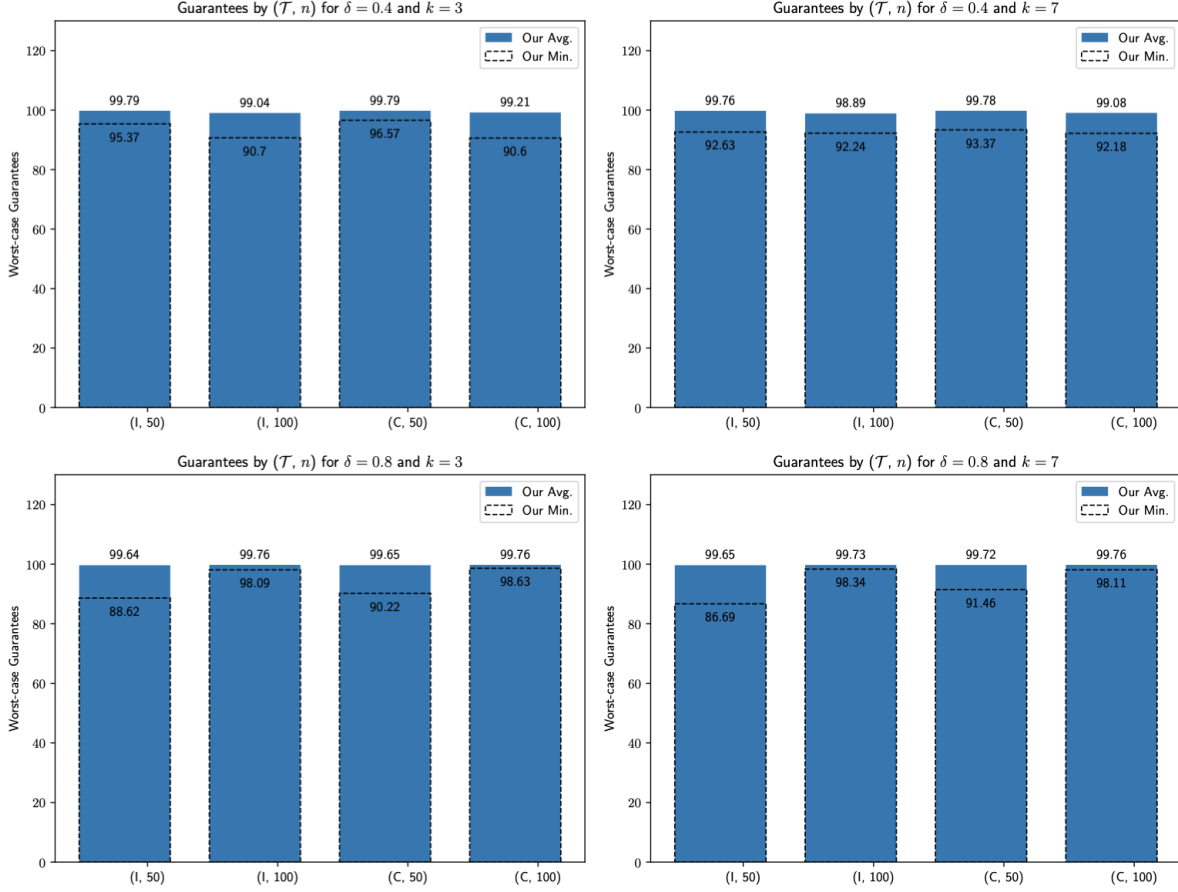 Guarantees by (𝒯, n) for δ = 0.4 and k = 3
Our Avg.
Our Min.
Worst-case Guarantees
120
100
80
60
40
20
0
99.79
99.04
99.79
99.21
95.37
90.7
96.57
90.6
(I, 50)
(I, 100)
(C, 50)
(C, 100)
Guarantees by (𝒯, n) for δ = 0.4 and k = 7
Our Avg.
Our Min.
Worst-case Guarantees
120
100
80
60
40
20
0
99.76
98.89
99.78
99.08
92.63
92.24
93.37
92.18
(I, 50)
(I, 100)
(C, 50)
(C, 100)
Guarantees by (𝒯, n) for δ = 0.8 and k = 3
Our Avg.
Our Min.
Worst-case Guarantees
120
100
80
60
40
20
0
99.64
99.76
99.65
99.76
88.62
98.09
90.22
98.63
(I, 50)
(I, 100)
(C, 50)
(C, 100)
Guarantees by (𝒯, n) for δ = 0.8 and k = 7
Our Avg.
Our Min.
Worst-case Guarantees
120
100
80
60
40
20
0
99.65
99.73
99.72
99.76
86.69
98.34
91.46
98.11
(I, 50)
(I, 100)
(C, 50)
(C, 100)